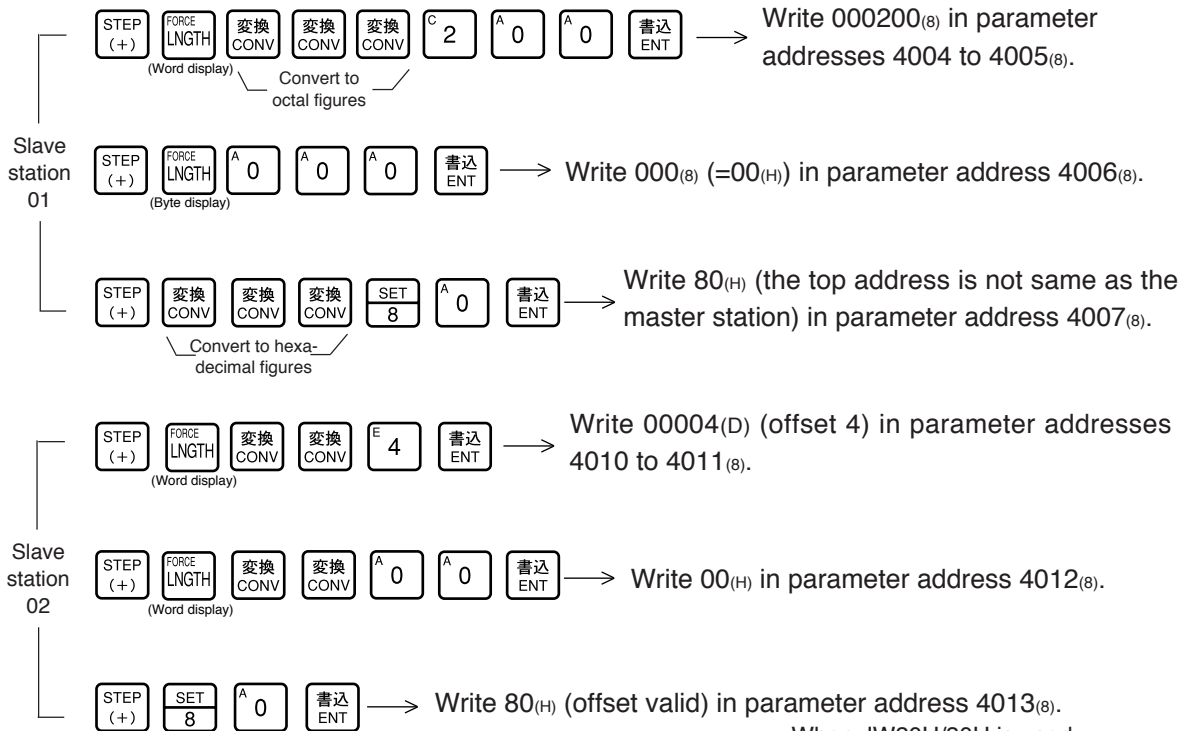 STEP (+) FORCE LNGTH 変換 CONV 変換 CONV 変換 CONV C 2 A 0 A 0 書込 ENT → Write 000200(8) in parameter
addresses 4004 to 4005(8).
(Word display)
Convert to
octal figures
Slave
station
01
STEP (+) FORCE LNGTH A 0 A 0 A 0 書込 ENT → Write 000(8) (=00(H)) in parameter address 4006(8).
(Byte display)
STEP (+) 変換 CONV 変換 CONV 変換 CONV SET 8 A 0 書込 ENT → Write 80(H) (the top address is not same as the
master station) in parameter address 4007(8).
Convert to hexa-
decimal figures
STEP (+) FORCE LNGTH 変換 CONV 変換 CONV E 4 書込 ENT → Write 00004(D) (offset 4) in parameter addresses
4010 to 4011(8).
(Word display)
Slave
station
02
STEP (+) FORCE LNGTH 変換 CONV 変換 CONV A 0 A 0 書込 ENT → Write 00(H) in parameter address 4012(8).
(Word display)
STEP (+) SET 8 A 0 書込 ENT → Write 80(H) (offset valid) in parameter address 4013(8).